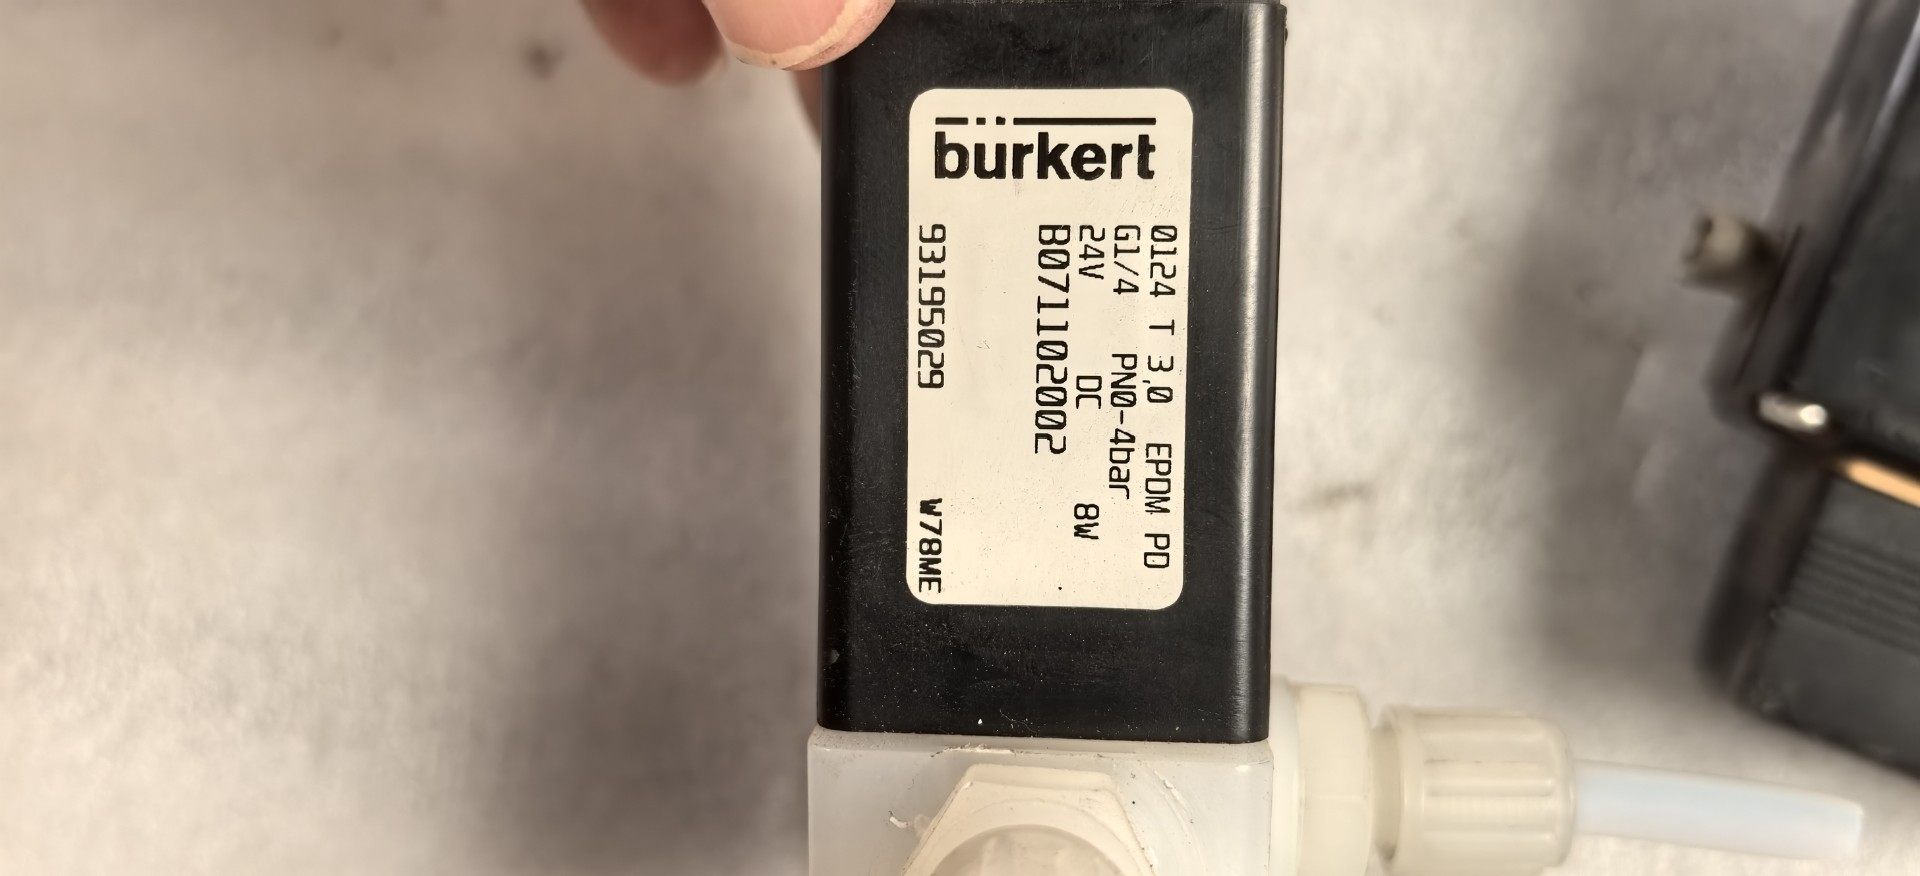 bürkert
0124 T 3,0 EPDM PD
G1/4 PN0-4bar
24V DC 8W
B071102002
93195029 W78ME